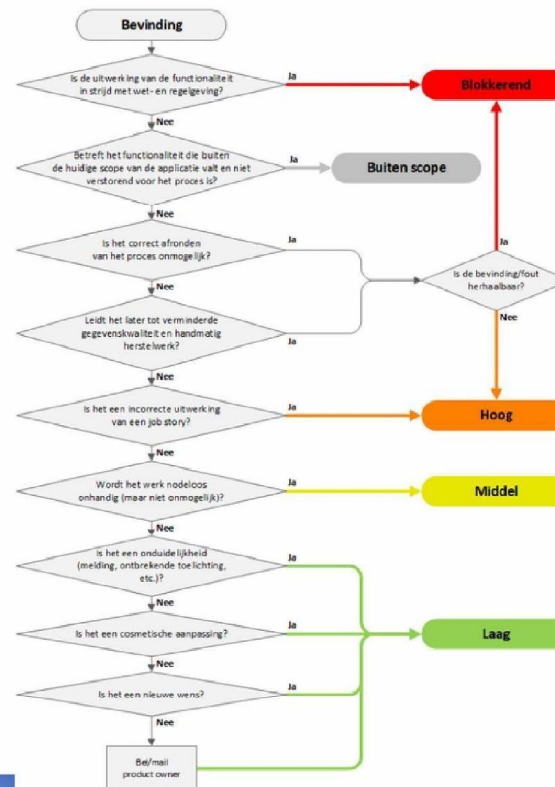 Bevinding
Is de uitwerking van de functionaliteit
in strijd met wet- en regelgeving?
Ja
Blokkerend
Nee
Betreft het functionaliteit die buiten
de huidige scope van de applicatie valt en niet
verstorend voor het proces is?
Ja
Buiten scope
Nee
Is het correct afronden
van het proces onmogelijk?
Ja
Ja
Is de bevinding/fout
herhaalbaar?
Nee
Nee
Leidt het later tot verminderde
gegevenskwaliteit en handmatig
herstelwerk?
Ja
Nee
Is het een incorrecte uitwerking
van een job story?
Ja
Hoog
Nee
Wordt het werk nodeloos
onhandig (maar niet onmogelijk)?
Ja
Middel
Nee
Is het een onduidelijkheid
(melding, ontbrekende toelichting,
etc.)?
Ja
Nee
Is het een cosmetische aanpassing?
Ja
Laag
Nee
Is het een nieuwe wens?
Ja
Nee
Bel/mail
product owner